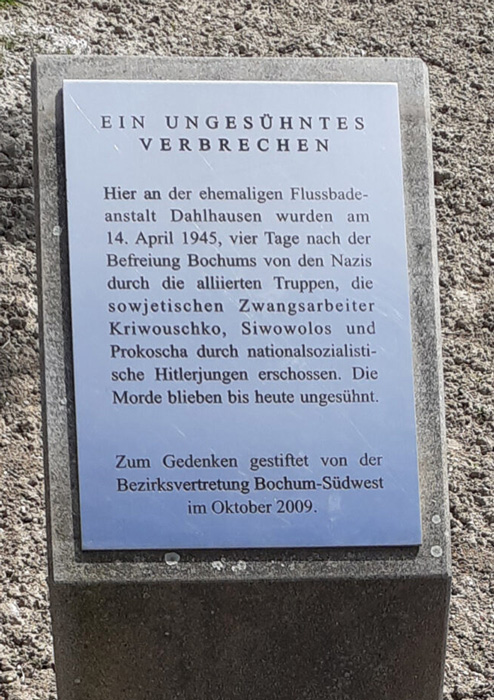 EIN UNGESÜHNTES
VERBRECHEN
Hier an der ehemaligen Flussbade-
anstalt Dahlhausen wurden am
14. April 1945, vier Tage nach der
Befreiung Bochums von den Nazis
durch die alliierten Truppen, die
sowjetischen Zwangsarbeiter
Kriwouschko, Siwowolos und
Prokoscha durch nationalsozialisti-
sche Hitlerjungen erschossen. Die
Morde blieben bis heute ungesühnt.
Zum Gedenken gestiftet von der
Bezirksvertretung Bochum-Südwest
im Oktober 2009.